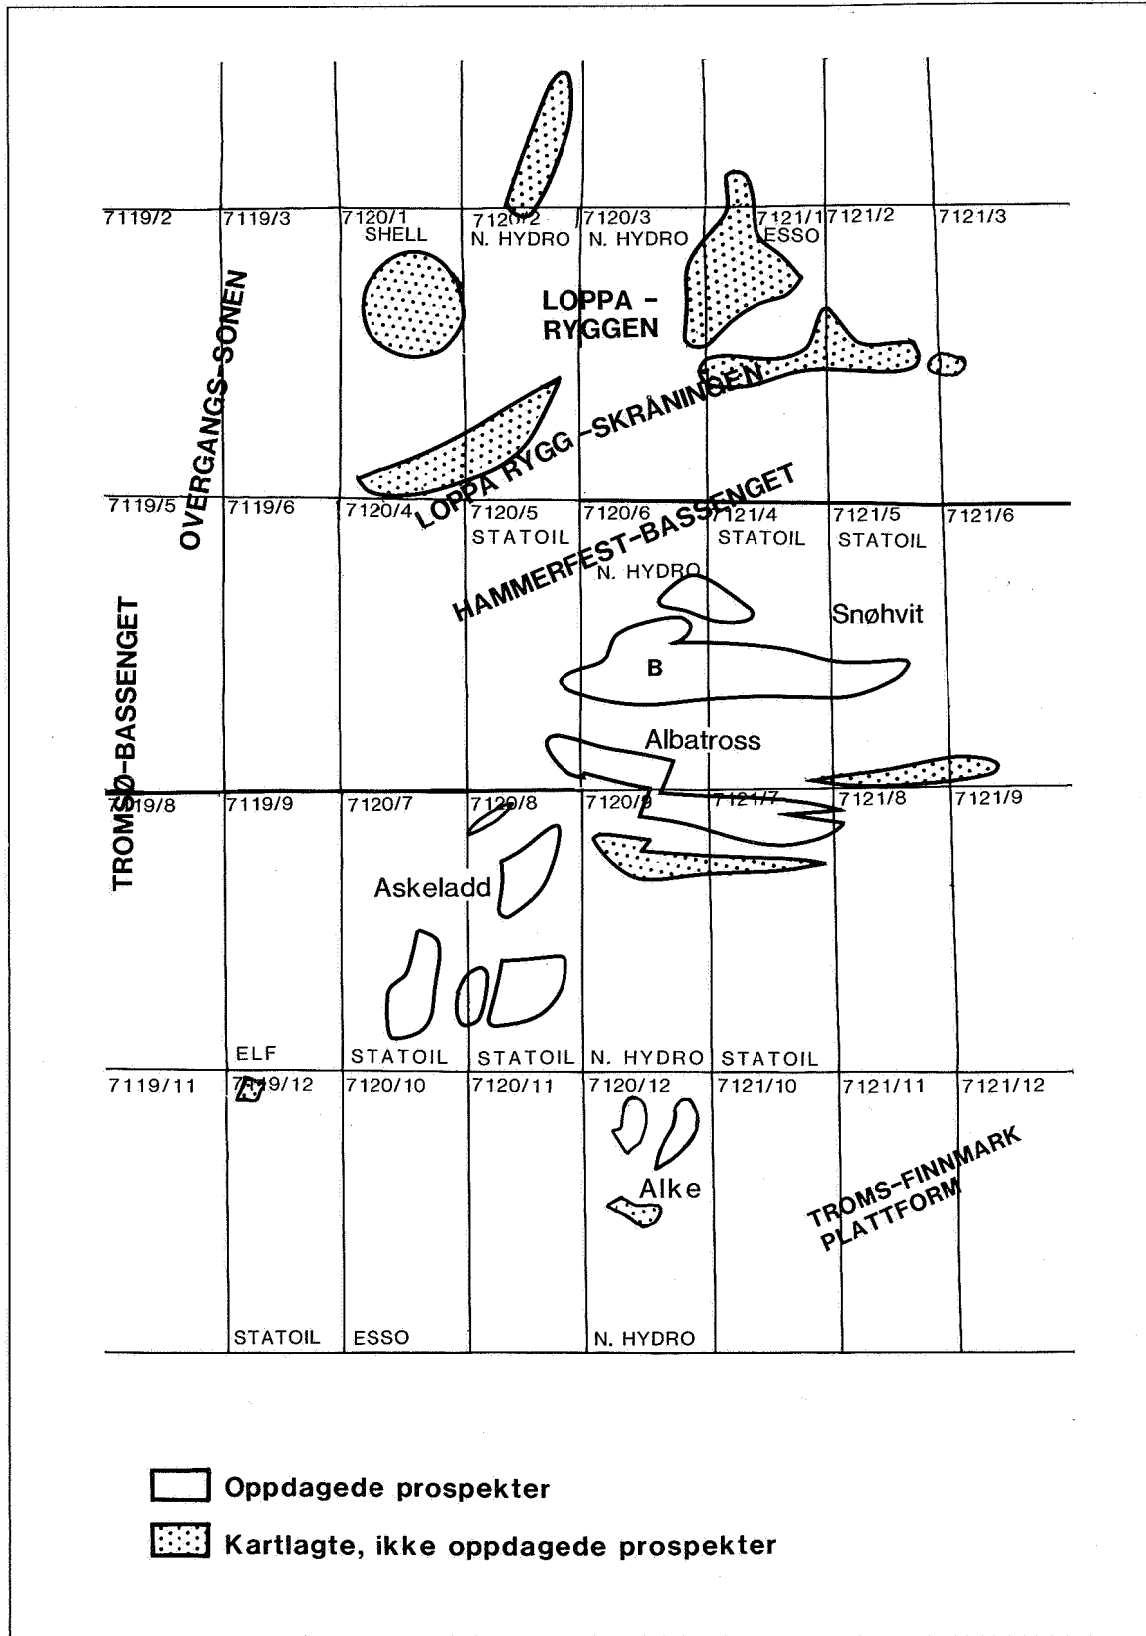 7119/2 7119/3 7120/1 7120/2 7120/3 7121/1 7121/2 7121/3
SHELL N. HYDRO N. HYDRO ESSO
LOPPA -
RYGGEN
OVERGANGS-SONEN
LOPPA RYGG -SKRÅNINGEN
7119/5 7119/6 7120/4 7120/5 7120/6 7121/4 7121/5 7121/6
STATOIL STATOIL STATOIL
N. HYDRO
HAMMERFEST-BASSENGET
Snøhvit
B
TROMSØ-BASSENGET
Albatross
7119/8 7119/9 7120/7 7120/8 7120/9 7121/7 7121/8 7121/9
Askeladd
ELF STATOIL STATOIL N. HYDRO STATOIL
7119/11 7119/12 7120/10 7120/11 7120/12 7121/10 7121/11 7121/12
Alke
TROMS-FINNMARK
PLATTFORM
STATOIL ESSO N. HYDRO
Oppdagede prospekter
Kartlagte, ikke oppdagede prospekter